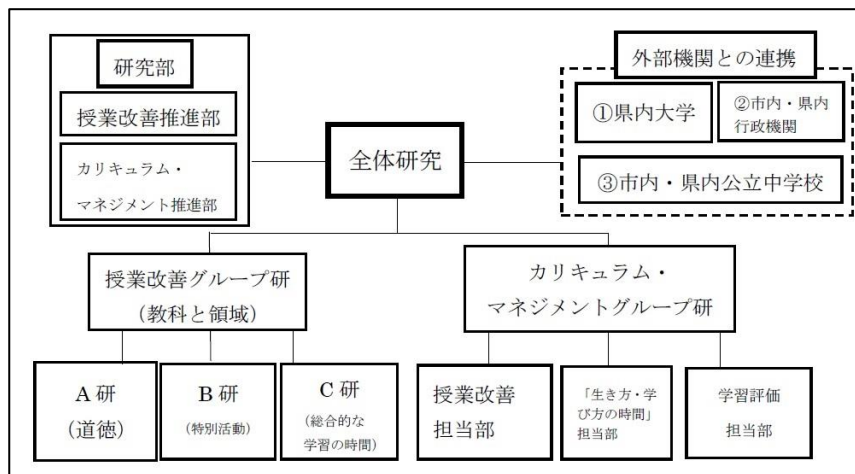 研究部
授業改善推進部
カリキュラム・
マネジメント推進部
全体研究
外部機関との連携
①県内大学
②市内・県内
行政機関
③市内・県内公立中学校
授業改善グループ研
（教科と領域）
カリキュラム・
マネジメントグループ研
A 研
（道徳）
B 研
（特別活動）
C 研
（総合的な
学習の時間）
授業改善
担当部
「生き方・学
び方の時間」
担当部
学習評価
担当部